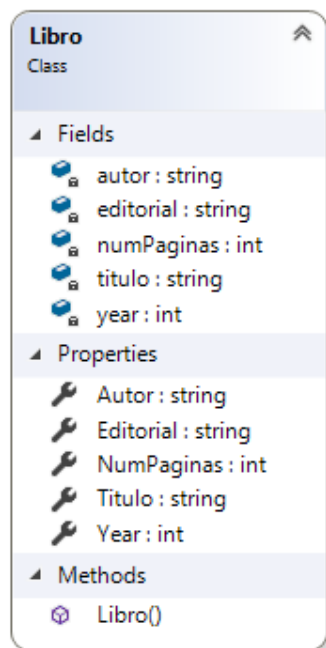 Libro
Class
Fields
autor : string
editorial : string
numPaginas : int
titulo : string
year : int
Properties
Autor : string
Editorial : string
NumPaginas : int
Titulo : string
Year : int
Methods
Libro()